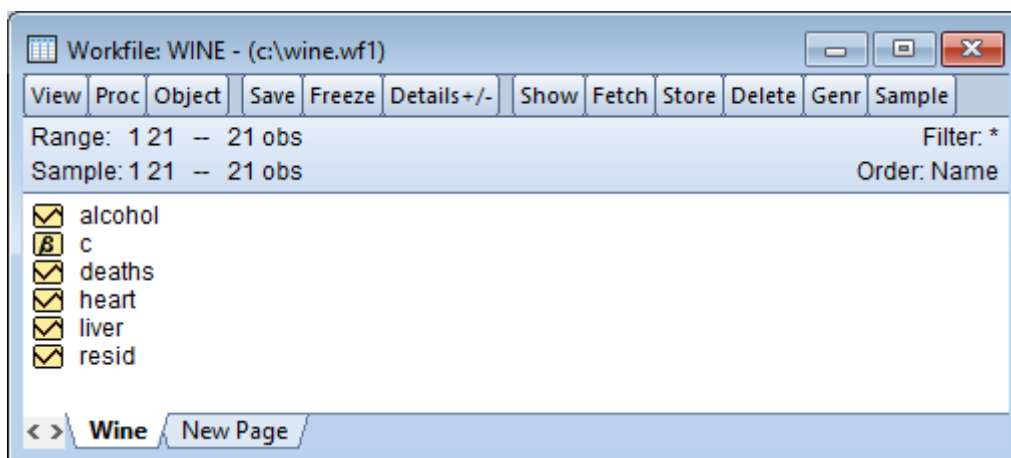 Workfile: WINE - (c:\wine.wf1)
View Proc Object Save Freeze Details+/- Show Fetch Store Delete Genr Sample
Range: 1 21 -- 21 obs Filter: *
Sample: 1 21 -- 21 obs Order: Name
alcohol
β c
deaths
heart
liver
resid
< > Wine New Page